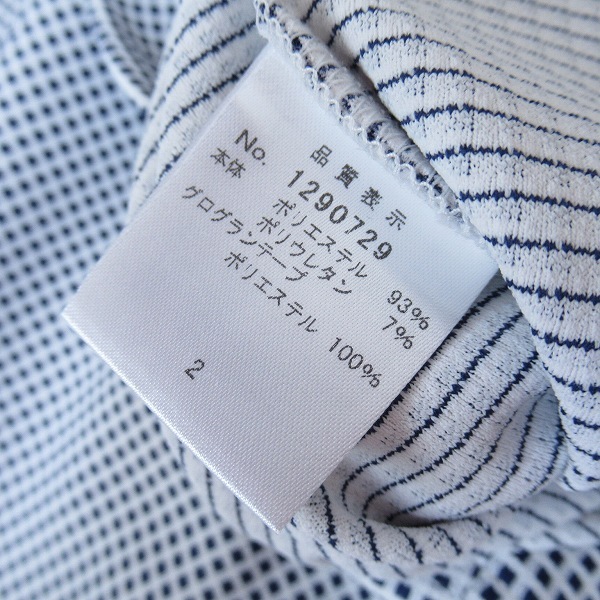 品質表示
No. 1290729
本体 ポリエステル 93%
ポリウレタン 7%
グログランテープ
ポリエステル 100%
2